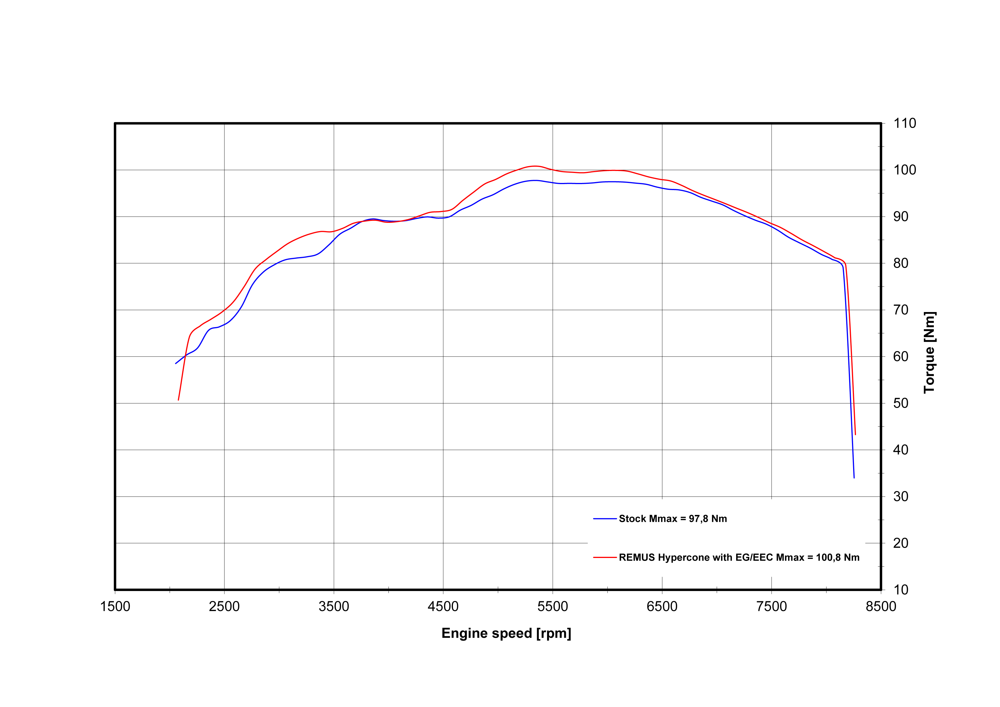 110
100
90
80
70
60
50
40
30
20
10
Torque [Nm]
Stock Mmax = 97,8 Nm
REMUS Hypercone with EG/EEC Mmax = 100,8 Nm
1500 2500 3500 4500 5500 6500 7500 8500
Engine speed [rpm]